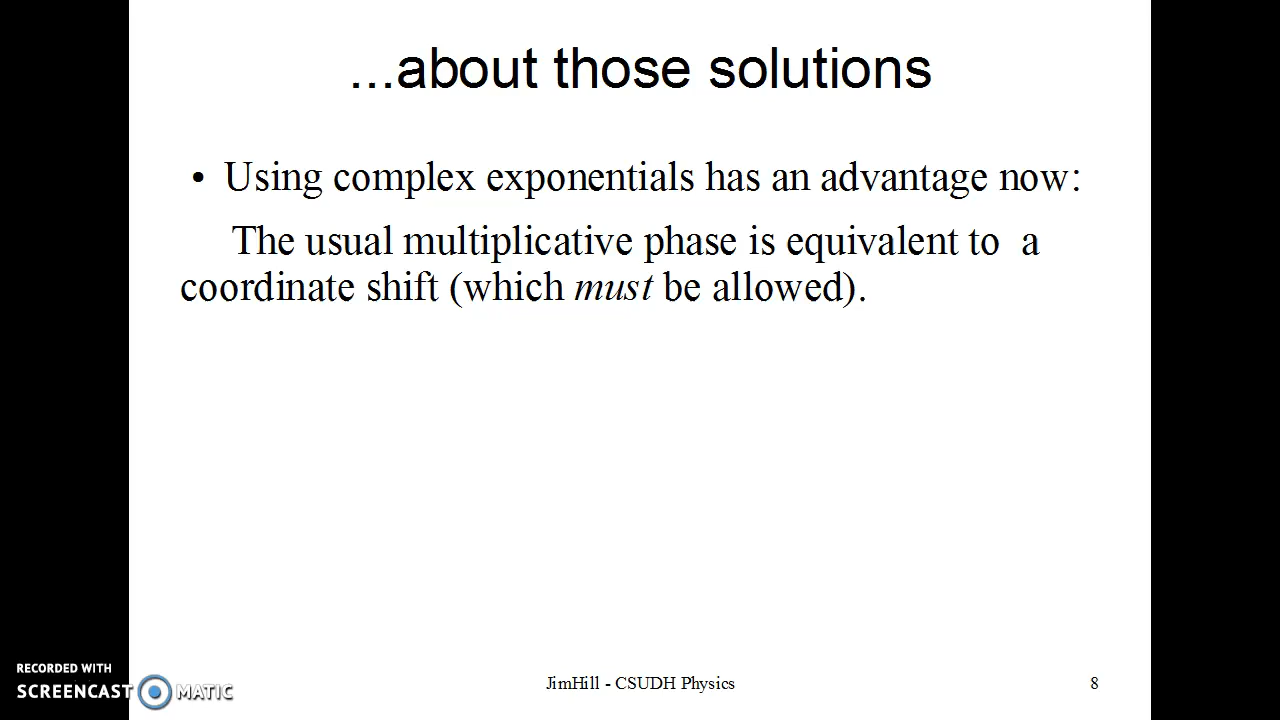 ...about those solutions
• Using complex exponentials has an advantage now:
The usual multiplicative phase is equivalent to a
coordinate shift (which must be allowed).
RECORDED WITH
SCREENCAST MATIC
JimHill - CSUDH Physics
8